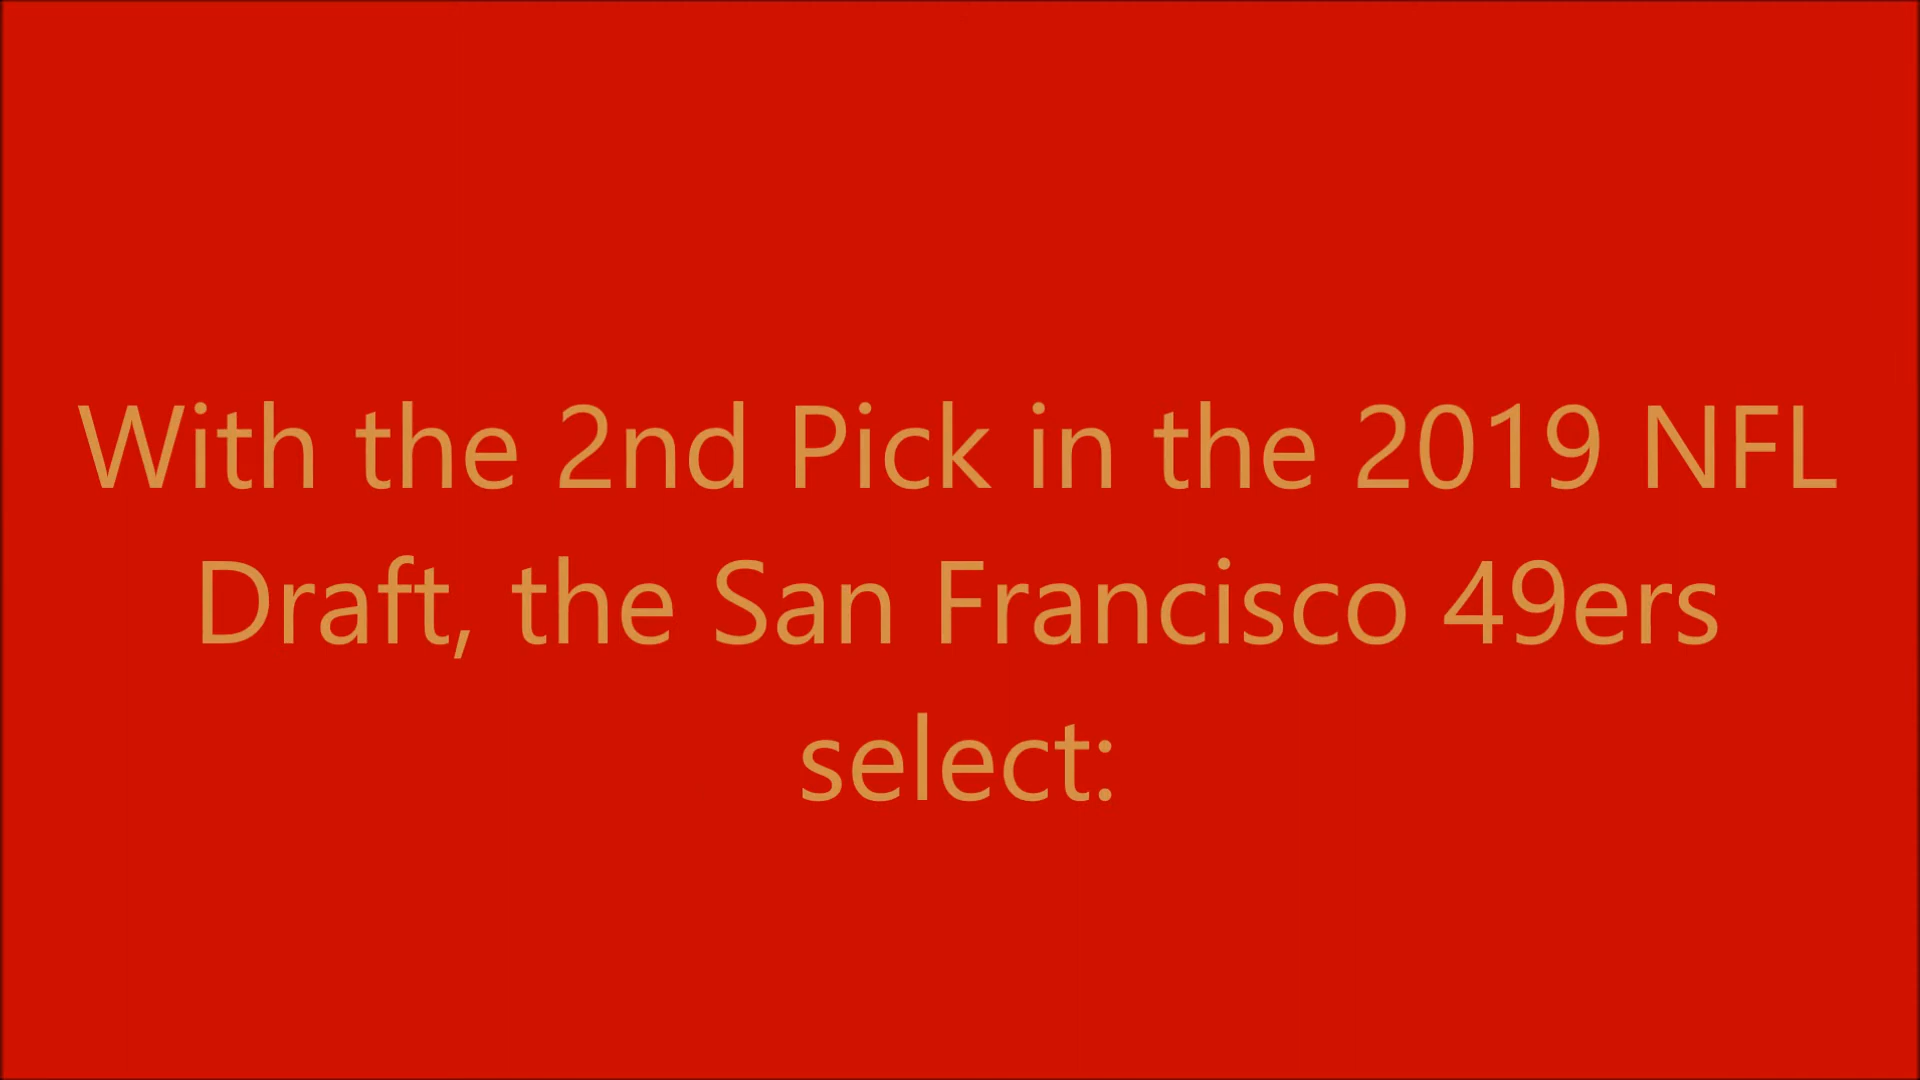 With the 2nd Pick in the 2019 NFL
Draft, the San Francisco 49ers
select: